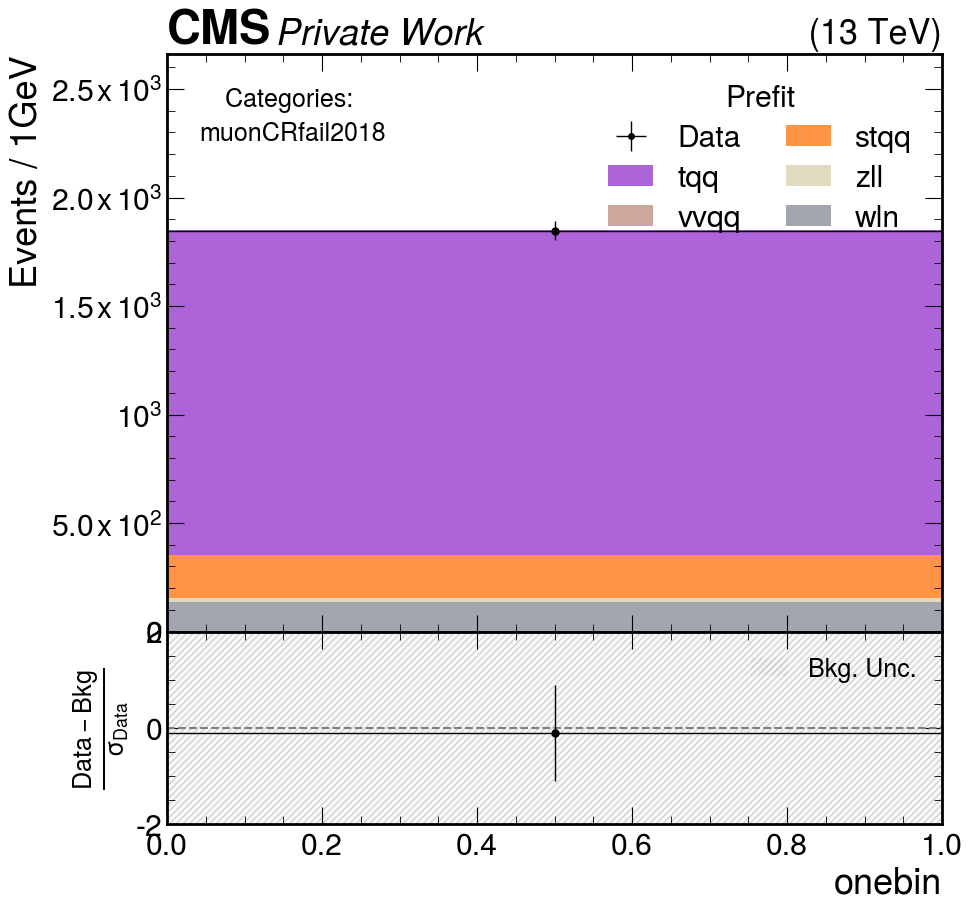 CMS Private Work (13 TeV)
Events / 1GeV
2.5 x 10³
2.0 x 10³
1.5 x 10³
10³
5.0 x 10²
0
Categories:
muonCRfail2018
Prefit
Data stqq
tqq zll
vvqq wln
Data – Bkg
σData
2
0
-2
Bkg. Unc.
0.0 0.2 0.4 0.6 0.8 1.0
onebin